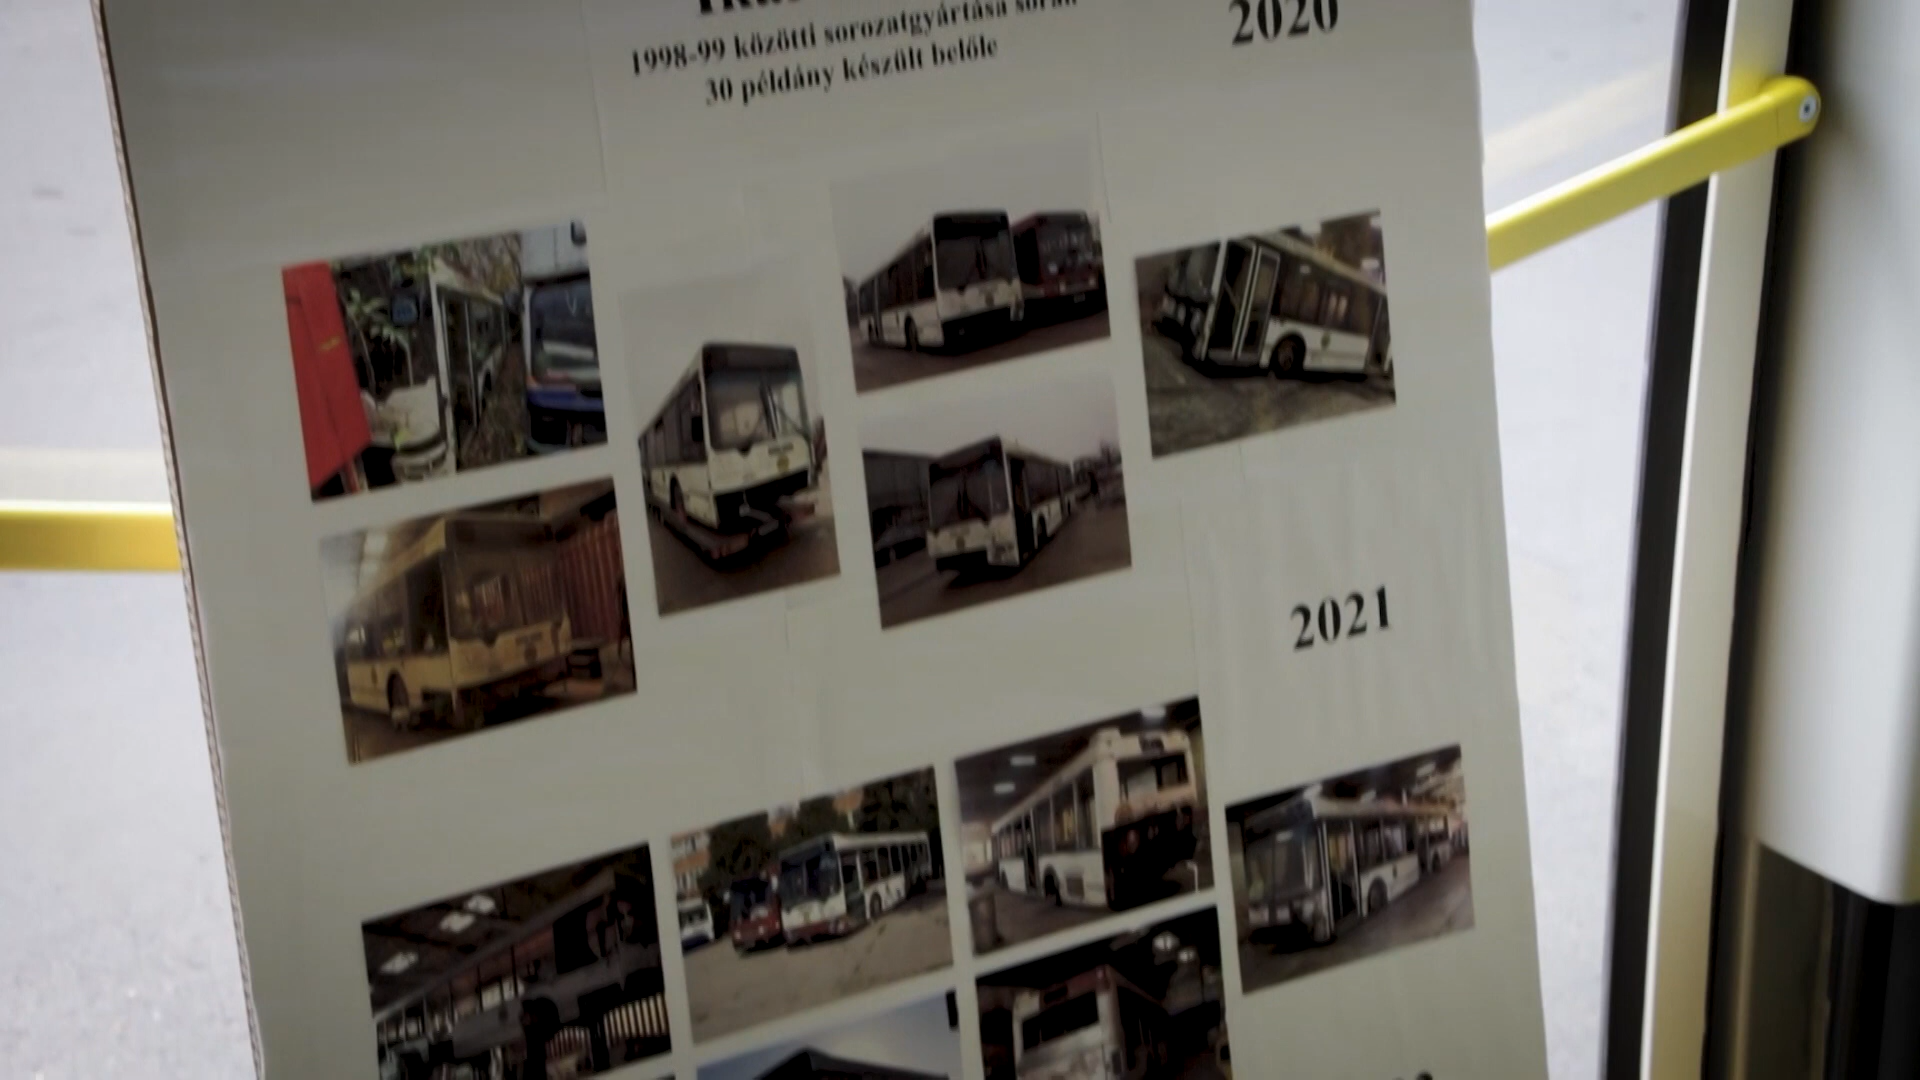 1998-99 közötti sorozatgyártása során
30 példány készült belőle
2020
2021